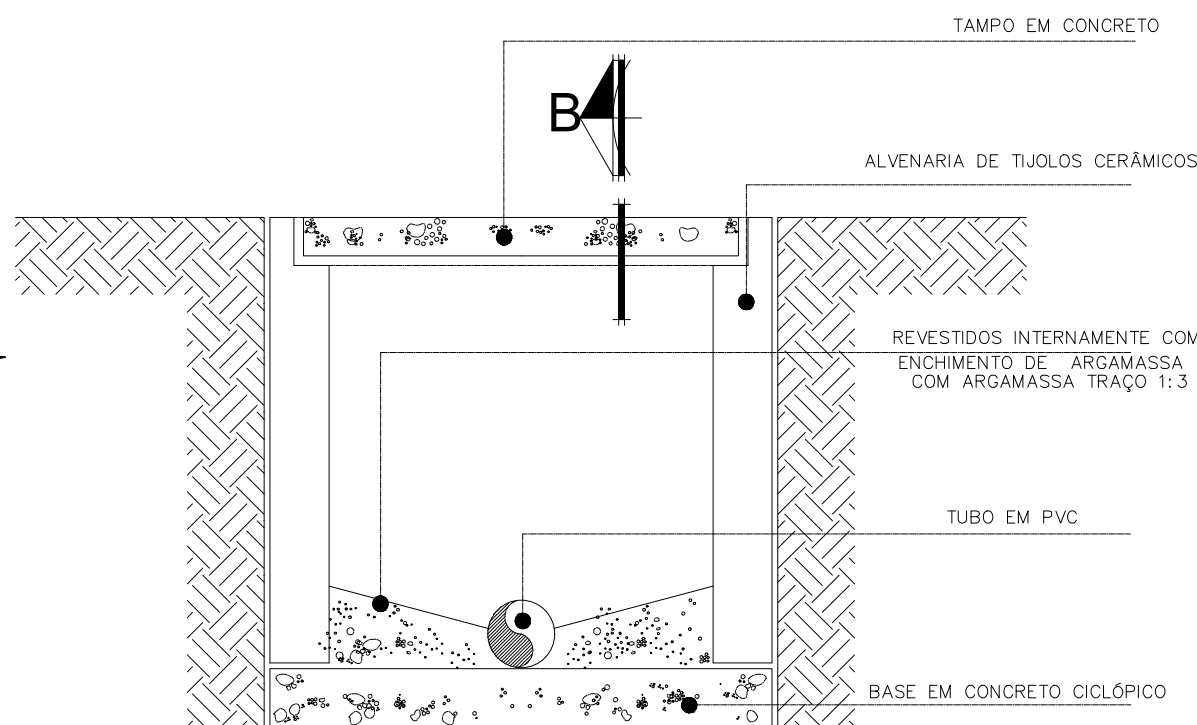 TAMPO EM CONCRETO
B
ALVENARIA DE TIJOLOS CERÂMICOS
REVESTIDOS INTERNAMENTE COM
ENCHIMENTO DE ARGAMASSA
COM ARGAMASSA TRAÇO 1:3
TUBO EM PVC
BASE EM CONCRETO CICLÓPICO